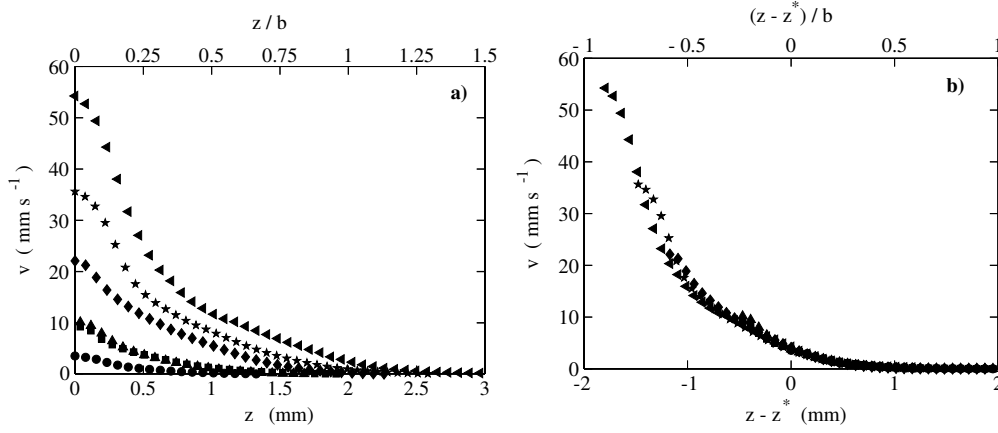 z / b
0 0.25 0.5 0.75 1 1.25 1.5
60
50
40
30
20
10
0
v ( mm s -1 )
a)
0 0.5 1 1.5 2 2.5 3
z (mm)
(z - z*) / b
- 1 - 0.5 0 0.5 1
60
50
40
30
20
10
0
v ( mm s -1 )
b)
-2 -1 0 1 2
z - z* (mm)